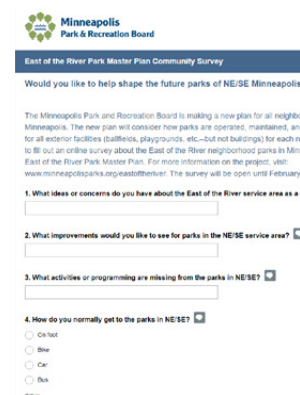 Minneapolis
Park & Recreation Board
East of the River Park Master Plan Community Survey
Would you like to help shape the future parks of NE/SE Minneapolis
The Minneapolis Park and Recreation Board is making a new plan for all neighbo
Minneapolis. The new plan will consider how parks are operated, maintained, an
for all exterior facilities (ballfields, playgrounds, etc.–but not buildings) for each n
to fill out an online survey about the East of the River neighborhood parks in Min
East of the River Park Master Plan. For more information on the project, visit:
www.minneapolisparks.org/eastoftheriver. The survey will be open until February
1. What ideas or concerns do you have about the East of the River service area as a
2. What improvements would you like to see for parks in the NE/SE service area?
3. What activities or programming are missing from the parks in NE/SE?
4. How do you normally get to the parks in NE/SE?
On foot
Bike
Car
Bus